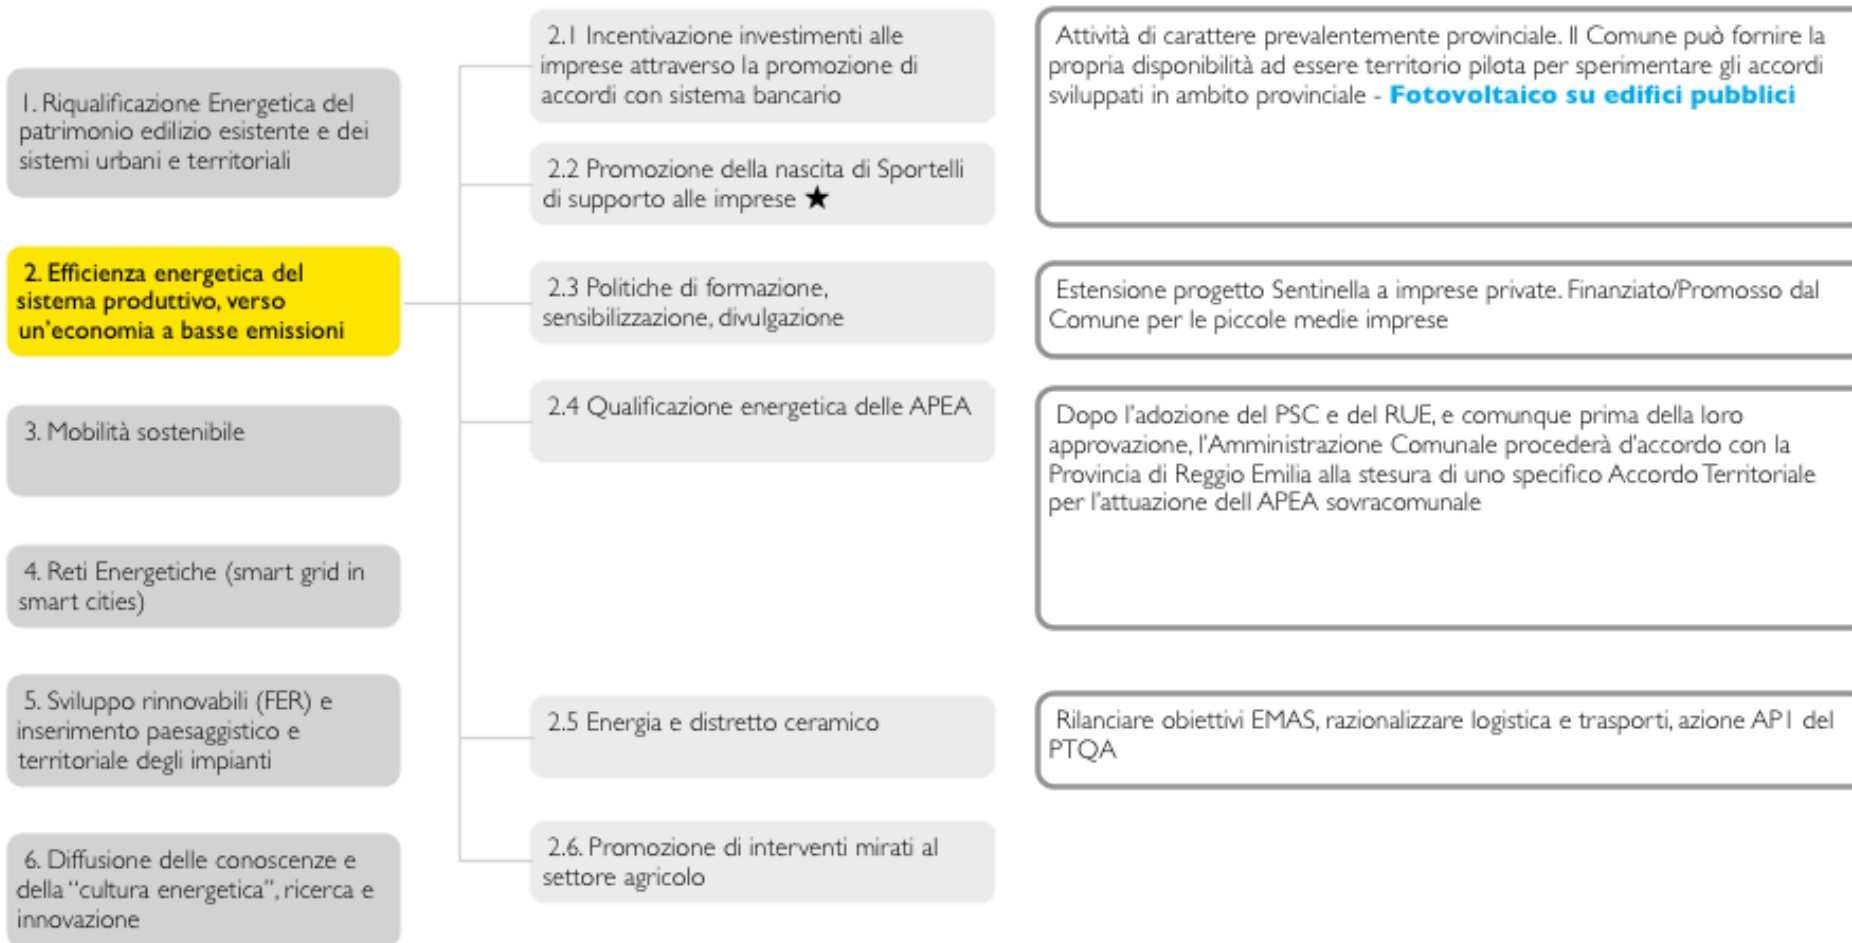 1. Riqualificazione Energetica del
patrimonio edilizio esistente e dei
sistemi urbani e territoriali
2. Efficienza energetica del
sistema produttivo, verso
un'economia a basse emissioni
3. Mobilità sostenibile
4. Reti Energetiche (smart grid in
smart cities)
5. Sviluppo rinnovabili (FER) e
inserimento paesaggistico e
territoriale degli impianti
6. Diffusione delle conoscenze e
della “cultura energetica”, ricerca e
innovazione
2.1 Incentivazione investimenti alle
imprese attraverso la promozione di
accordi con sistema bancario
2.2 Promozione della nascita di Sportelli
di supporto alle imprese ★
2.3 Politiche di formazione,
sensibilizzazione, divulgazione
2.4 Qualificazione energetica delle APEA
2.5 Energia e distretto ceramico
2.6. Promozione di interventi mirati al
settore agricolo
Attività di carattere prevalentemente provinciale. Il Comune può fornire la
propria disponibilità ad essere territorio pilota per sperimentare gli accordi
sviluppati in ambito provinciale - Fotovoltaico su edifici pubblici
Estensione progetto Sentinella a imprese private. Finanziato/Promosso dal
Comune per le piccole medie imprese
Dopo l'adozione del PSC e del RUE, e comunque prima della loro
approvazione, l'Amministrazione Comunale procederà d'accordo con la
Provincia di Reggio Emilia alla stesura di uno specifico Accordo Territoriale
per l'attuazione dell APEA sovracomunale
Rilanciare obiettivi EMAS, razionalizzare logistica e trasporti, azione AP1 del
PTQA